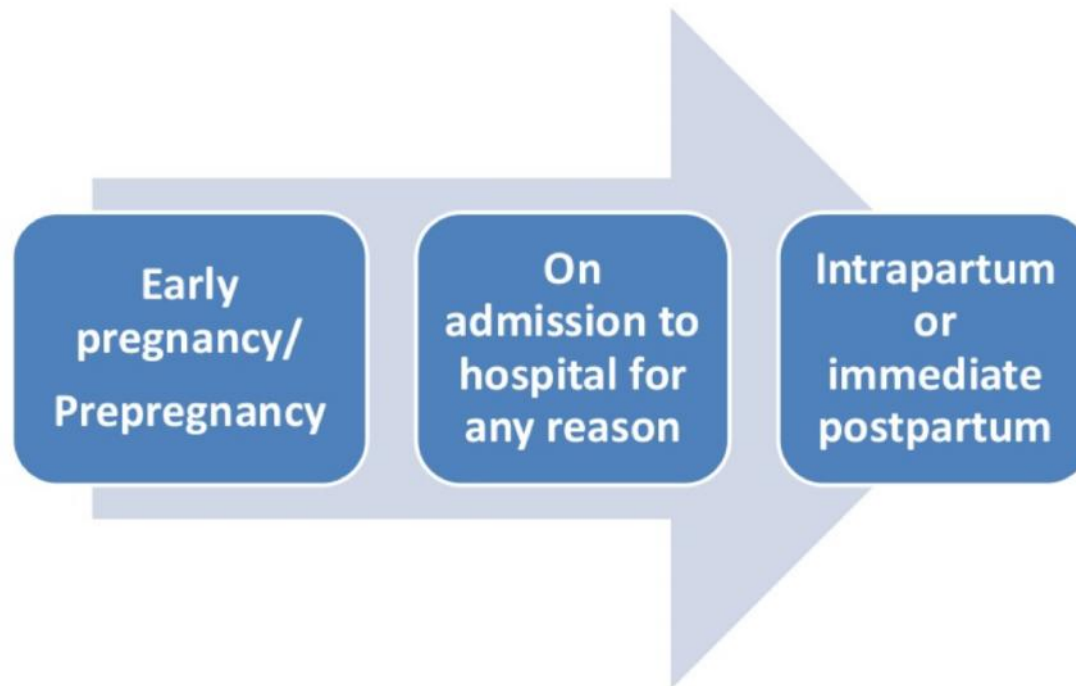 Early
pregnancy/
Prepregnancy
On
admission to
hospital for
any reason
Intrapartum
or
immediate
postpartum